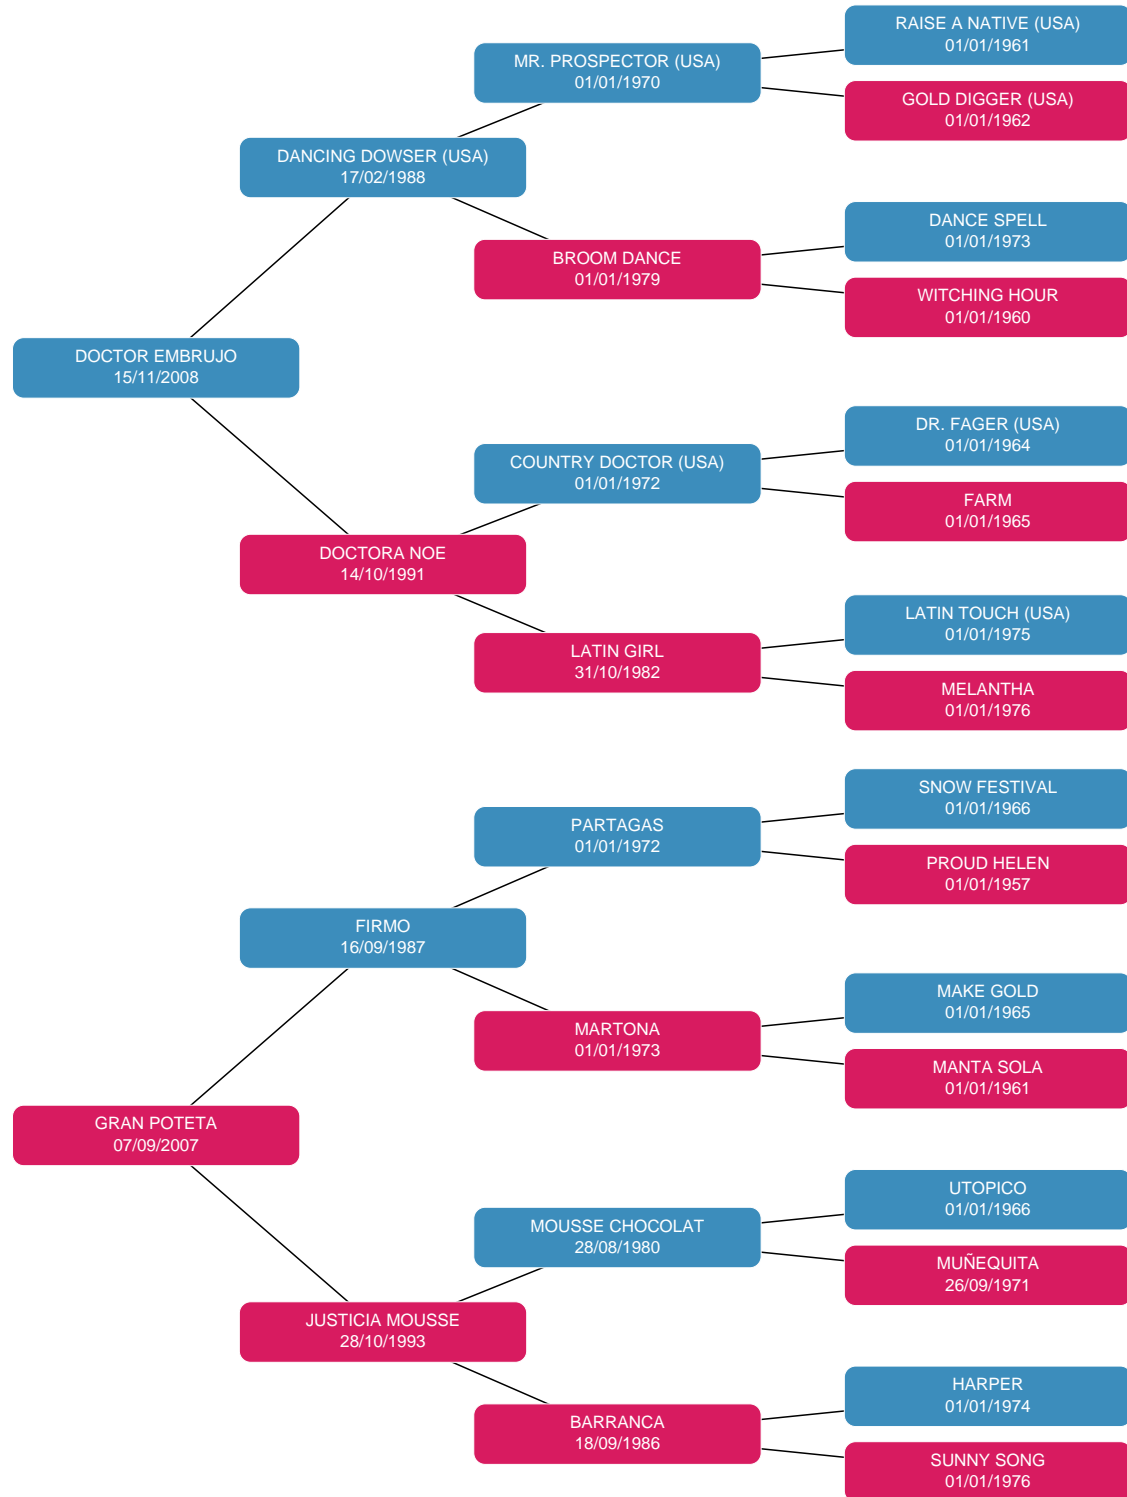 RAISE A NATIVE (USA)
01/01/1961
MR. PROSPECTOR (USA)
01/01/1970
GOLD DIGGER (USA)
01/01/1962
DANCING DOWSER (USA)
17/02/1988
DANCE SPELL
01/01/1973
BROOM DANCE
01/01/1979
WITCHING HOUR
01/01/1960
DOCTOR EMBRUJO
15/11/2008
DR. FAGER (USA)
01/01/1964
COUNTRY DOCTOR (USA)
01/01/1972
FARM
01/01/1965
DOCTORA NOE
14/10/1991
LATIN TOUCH (USA)
01/01/1975
LATIN GIRL
31/10/1982
MELANTHA
01/01/1976
SNOW FESTIVAL
01/01/1966
PARTAGAS
01/01/1972
PROUD HELEN
01/01/1957
FIRMO
16/09/1987
MAKE GOLD
01/01/1965
MARTONA
01/01/1973
MANTA SOLA
01/01/1961
GRAN POTETA
07/09/2007
UTOPICO
01/01/1966
MOUSSE CHOCOLAT
28/08/1980
MUÑEQUITA
26/09/1971
JUSTICIA MOUSSE
28/10/1993
HARPER
01/01/1974
BARRANCA
18/09/1986
SUNNY SONG
01/01/1976